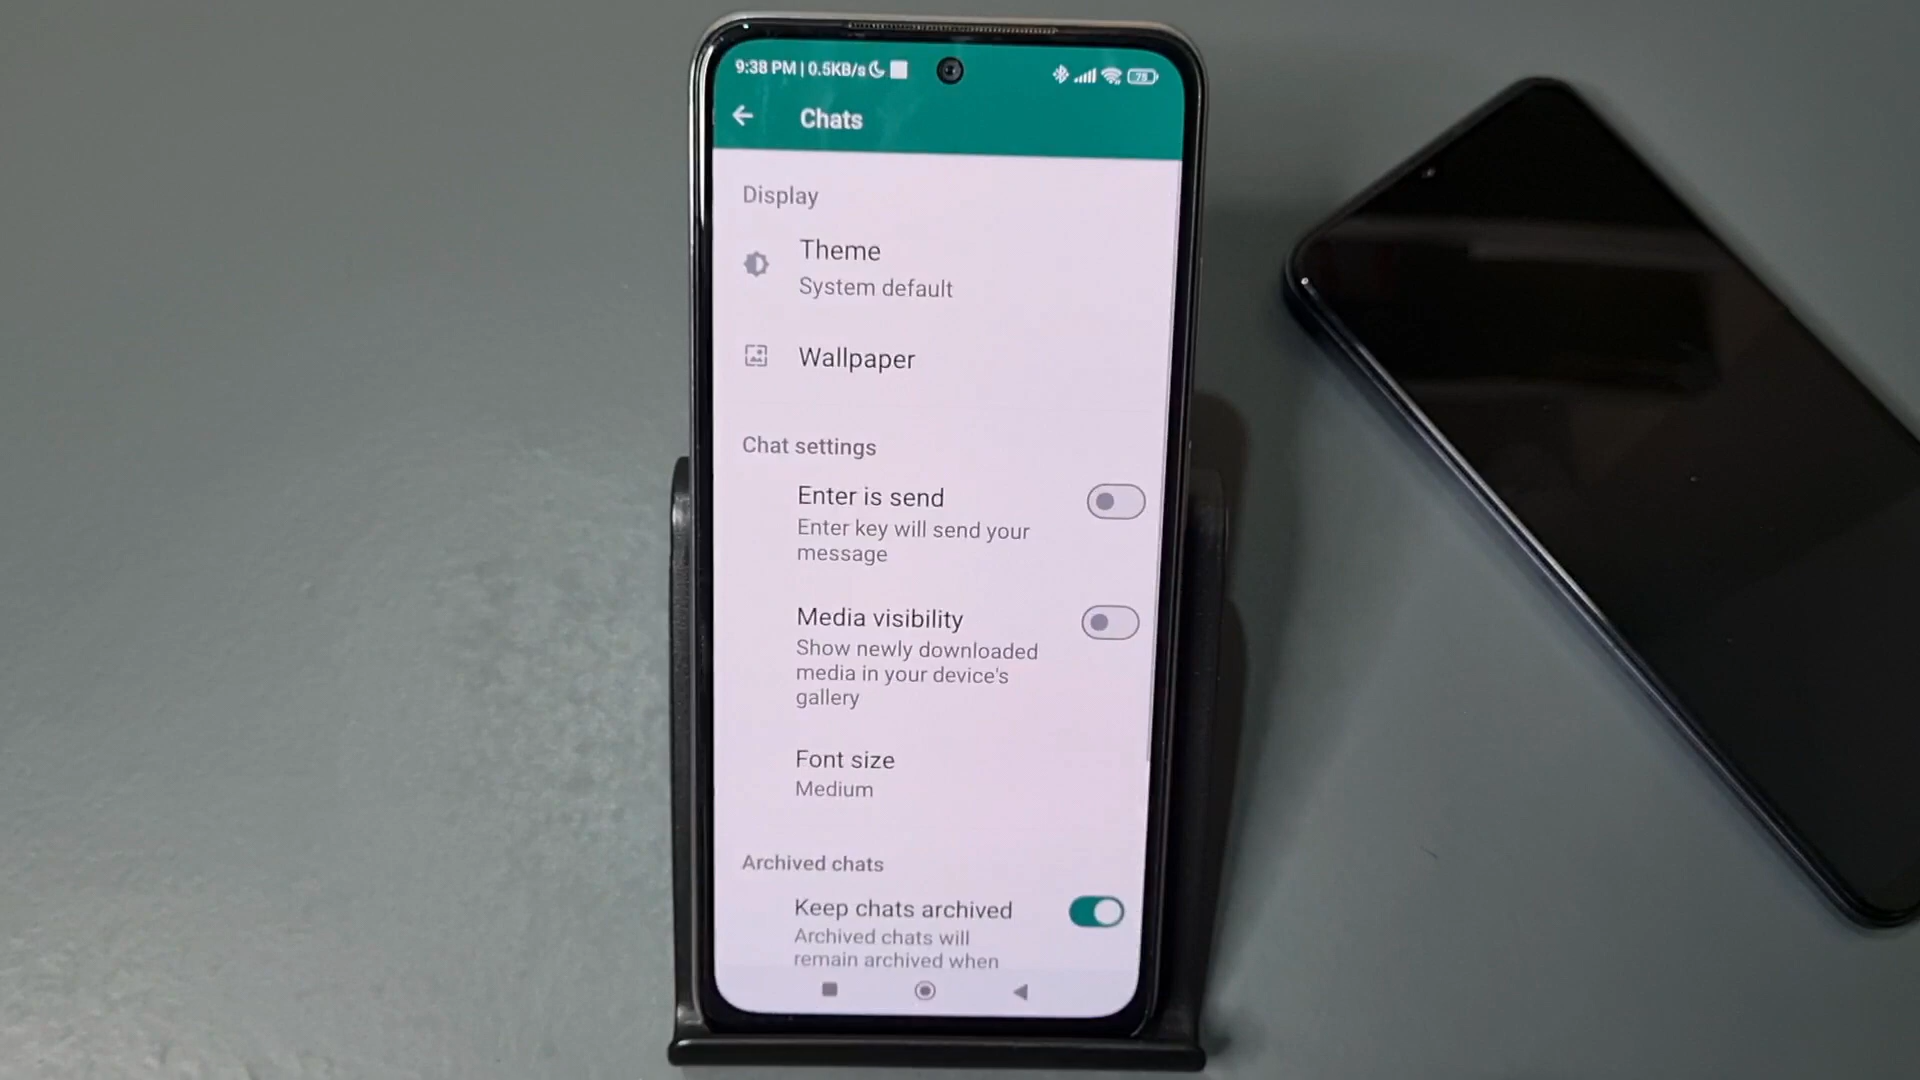 9:38 PM | 0.5KB/s
78
Chats
Display
Theme
System default
Wallpaper
Chat settings
Enter is send
Enter key will send your
message
Media visibility
Show newly downloaded
media in your device's
gallery
Font size
Medium
Archived chats
Keep chats archived
Archived chats will
remain archived when